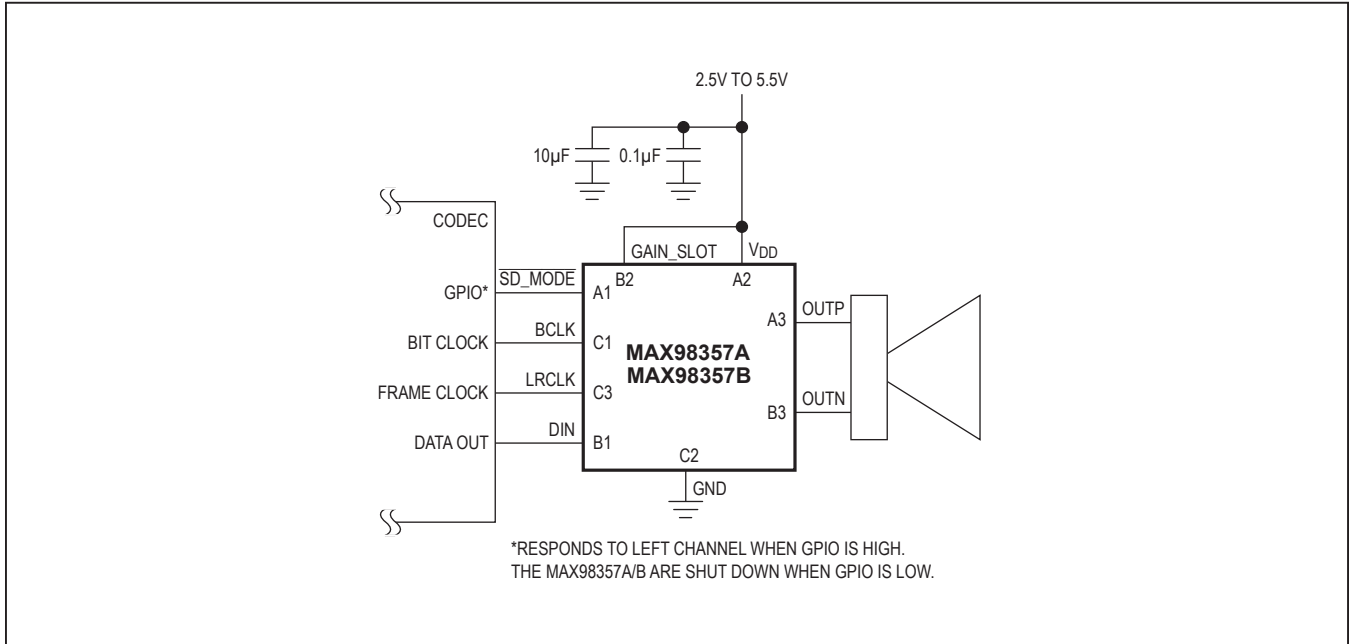 2.5V TO 5.5V
10µF
0.1µF
CODEC
GAIN_SLOT
VDD
SD_MODE
B2
A2
GPIO*
A1
OUTP
A3
BCLK
BIT CLOCK
C1
MAX98357A
MAX98357B
LRCLK
FRAME CLOCK
C3
OUTN
B3
DIN
DATA OUT
B1
C2
GND
*RESPONDS TO LEFT CHANNEL WHEN GPIO IS HIGH.
THE MAX98357A/B ARE SHUT DOWN WHEN GPIO IS LOW.